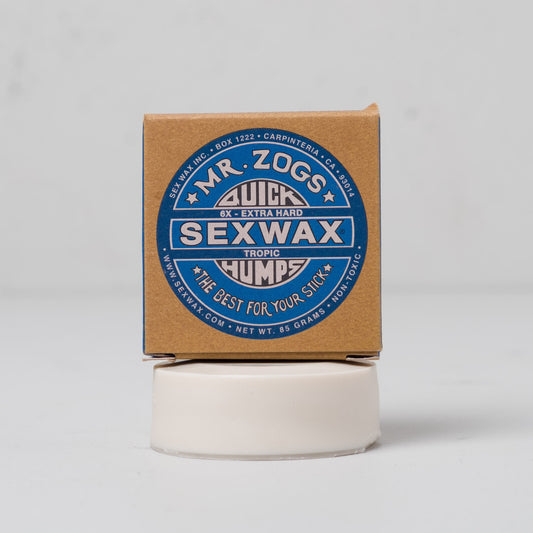 SEX WAX INC. • BOX 1222 • CARPINTERIA • CA • 93014
MR. ZOGS
QUICK
6X - EXTRA HARD
SEXWAX®
TROPIC
HUMPS
★ THE BEST FOR YOUR STICK ★
• WWW.SEXWAX.COM • NET WT. 85 GRAMS • NON-TOXIC •